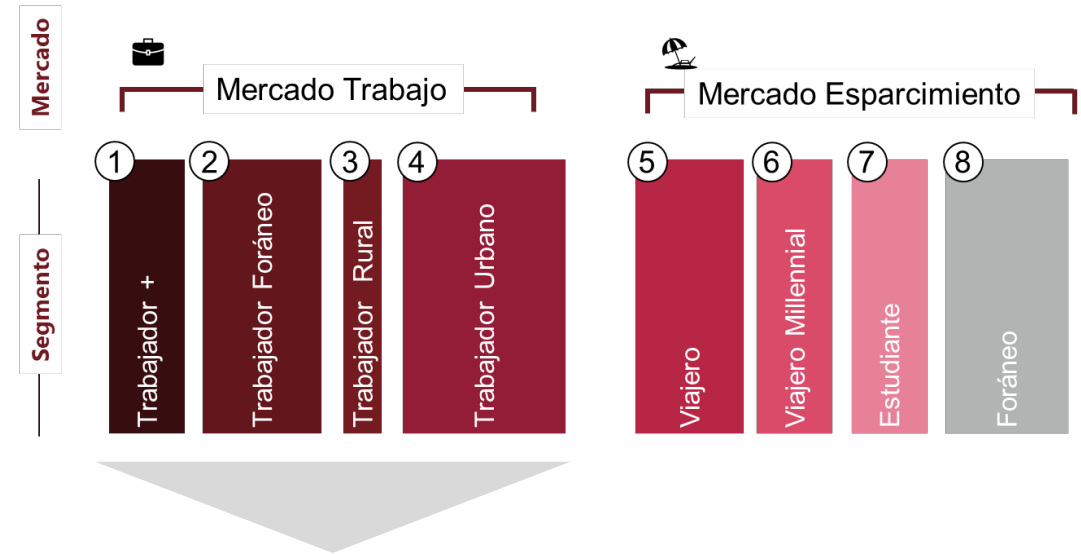 Mercado
Mercado Trabajo
Mercado Esparcimiento
Segmento
1
Trabajador +
2
Trabajador Foráneo
3
Trabajador Rural
4
Trabajador Urbano
5
Viajero
6
Viajero Millennial
7
Estudiante
8
Foráneo